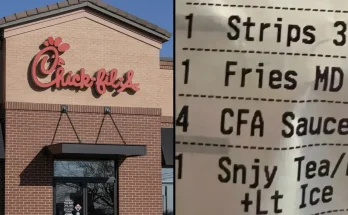 Chick-fil-A
1 Strips 3
1 Fries MD
4 CFA Sauce
1 Snjy Tea/
+Lt Ice